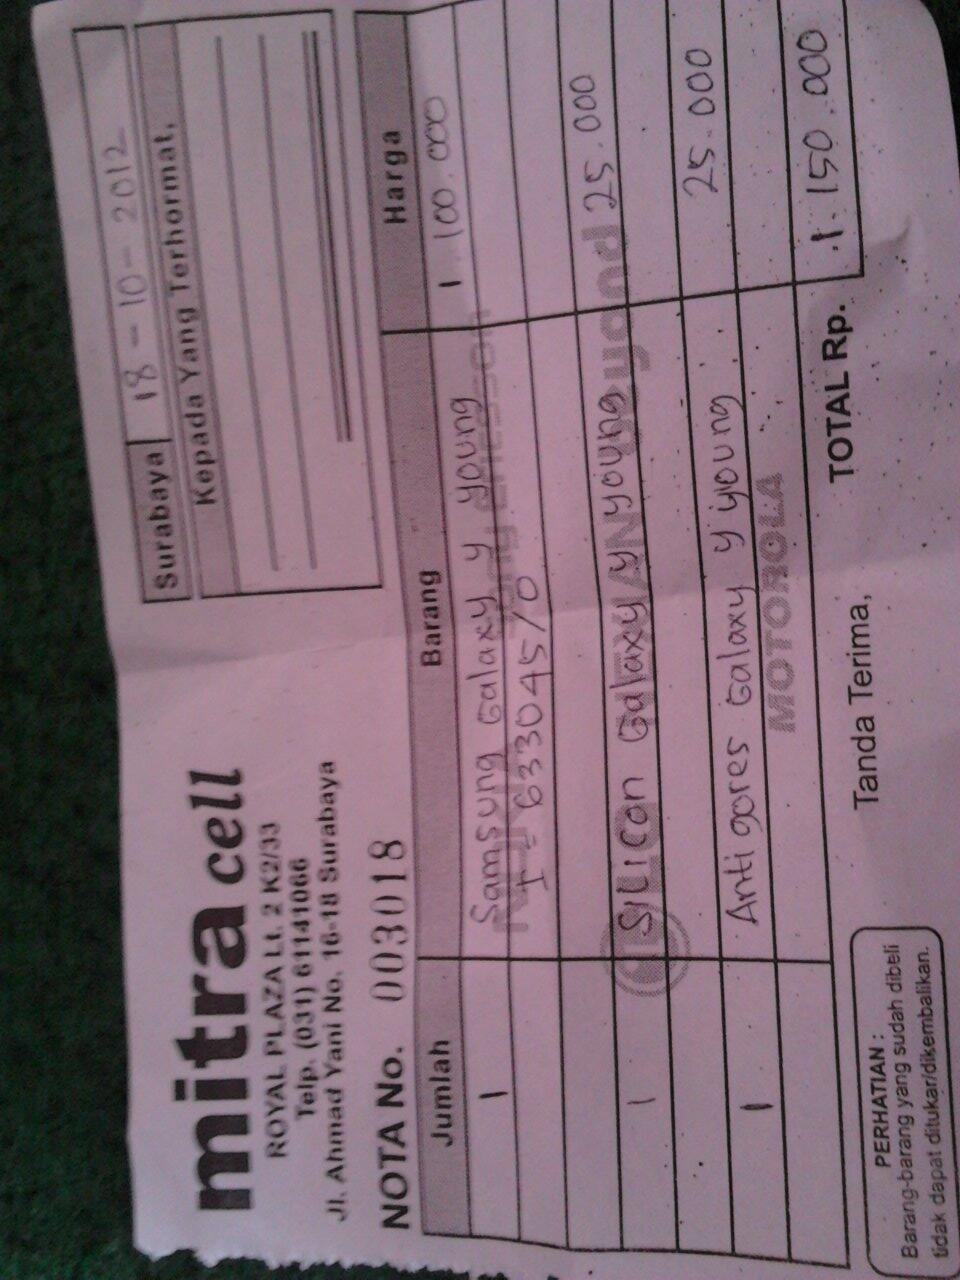 mitra cell
ROYAL PLAZA Lt. 2 K2/33
Telp. (031) 61141066
Jl. Ahmad Yani No. 16-18 Surabaya
Surabaya, 18 - 10 - 2012
Kepada Yang Terhormat,
NOTA No. 003018
Jumlah Barang Harga
1 Samsung Galaxy y young 1 100.000
I = 633045/0
1 SILICON Galaxy y young 25.000
1 Anti gores Galaxy y young 25.000
MOTOROLA
TOTAL Rp. 1.150.000
Tanda Terima,
PERHATIAN :
Barang-barang yang sudah dibeli
tidak dapat ditukar/dikembalikan.